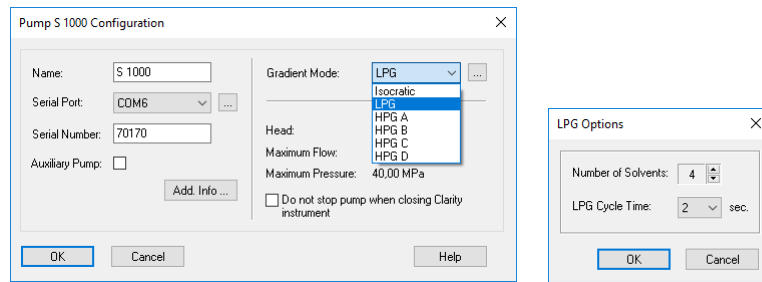 Pump S 1000 Configuration
Name: S 1000
Serial Port: COM6 ...
Serial Number: 70170
Auxiliary Pump:
Add. Info ...
Gradient Mode: LPG ...
Isocratic
LPG
HPG A
HPG B
HPG C
HPG D
Head:
Maximum Flow:
Maximum Pressure: 40,00 MPa
Do not stop pump when closing Clarity
instrument
OK Cancel Help
LPG Options
Number of Solvents: 4
LPG Cycle Time: 2 sec.
OK Cancel